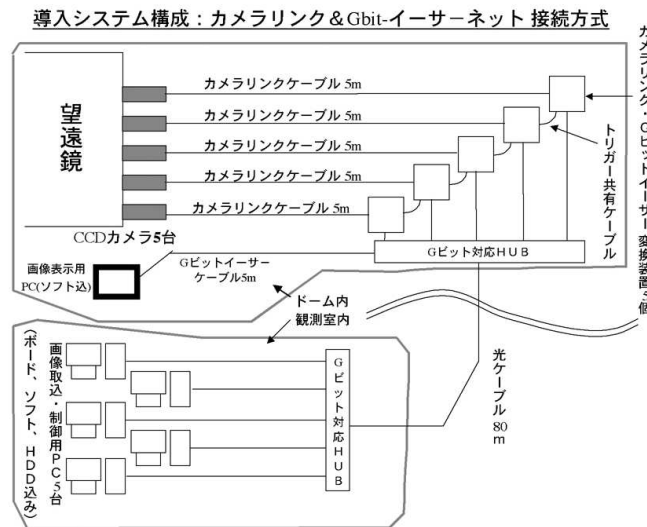 導入システム構成：カメラリンク＆Gbit-イーサーネット 接続方式
望遠鏡
カメラリンクケーブル 5m
カメラリンクケーブル 5m
カメラリンクケーブル 5m
カメラリンクケーブル 5m
カメラリンクケーブル 5m
カメラリンク・Gビットイーサー 変換装置 5個
トリガー共有ケーブル
CCDカメラ5台
Gビット対応HUB
画像表示用
PC(ソフト込)
Gビットイーサー
ケーブル5m
ドーム内
観測室内
光ケーブル 80m
Gビット対応HUB
画像取込・制御用PC5台
（ボード、ソフト、HDD込み）